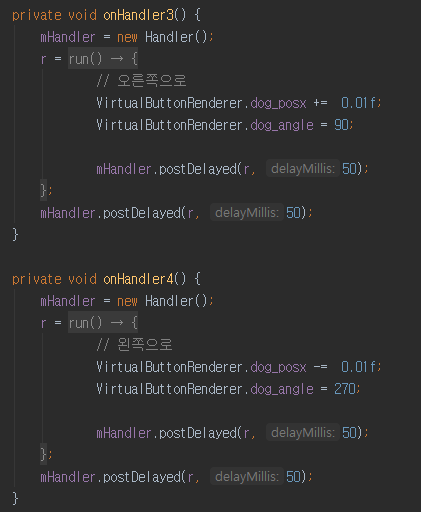 private void onHandler3() {
mHandler = new Handler();
r = run() → {
// 오른쪽으로
VirtualButtonRenderer.dog_posx += 0.01f;
VirtualButtonRenderer.dog_angle = 90;
mHandler.postDelayed(r, delayMillis: 50);
};
mHandler.postDelayed(r, delayMillis: 50);
}
private void onHandler4() {
mHandler = new Handler();
r = run() → {
// 왼쪽으로
VirtualButtonRenderer.dog_posx -= 0.01f;
VirtualButtonRenderer.dog_angle = 270;
mHandler.postDelayed(r, delayMillis: 50);
};
mHandler.postDelayed(r, delayMillis: 50);
}